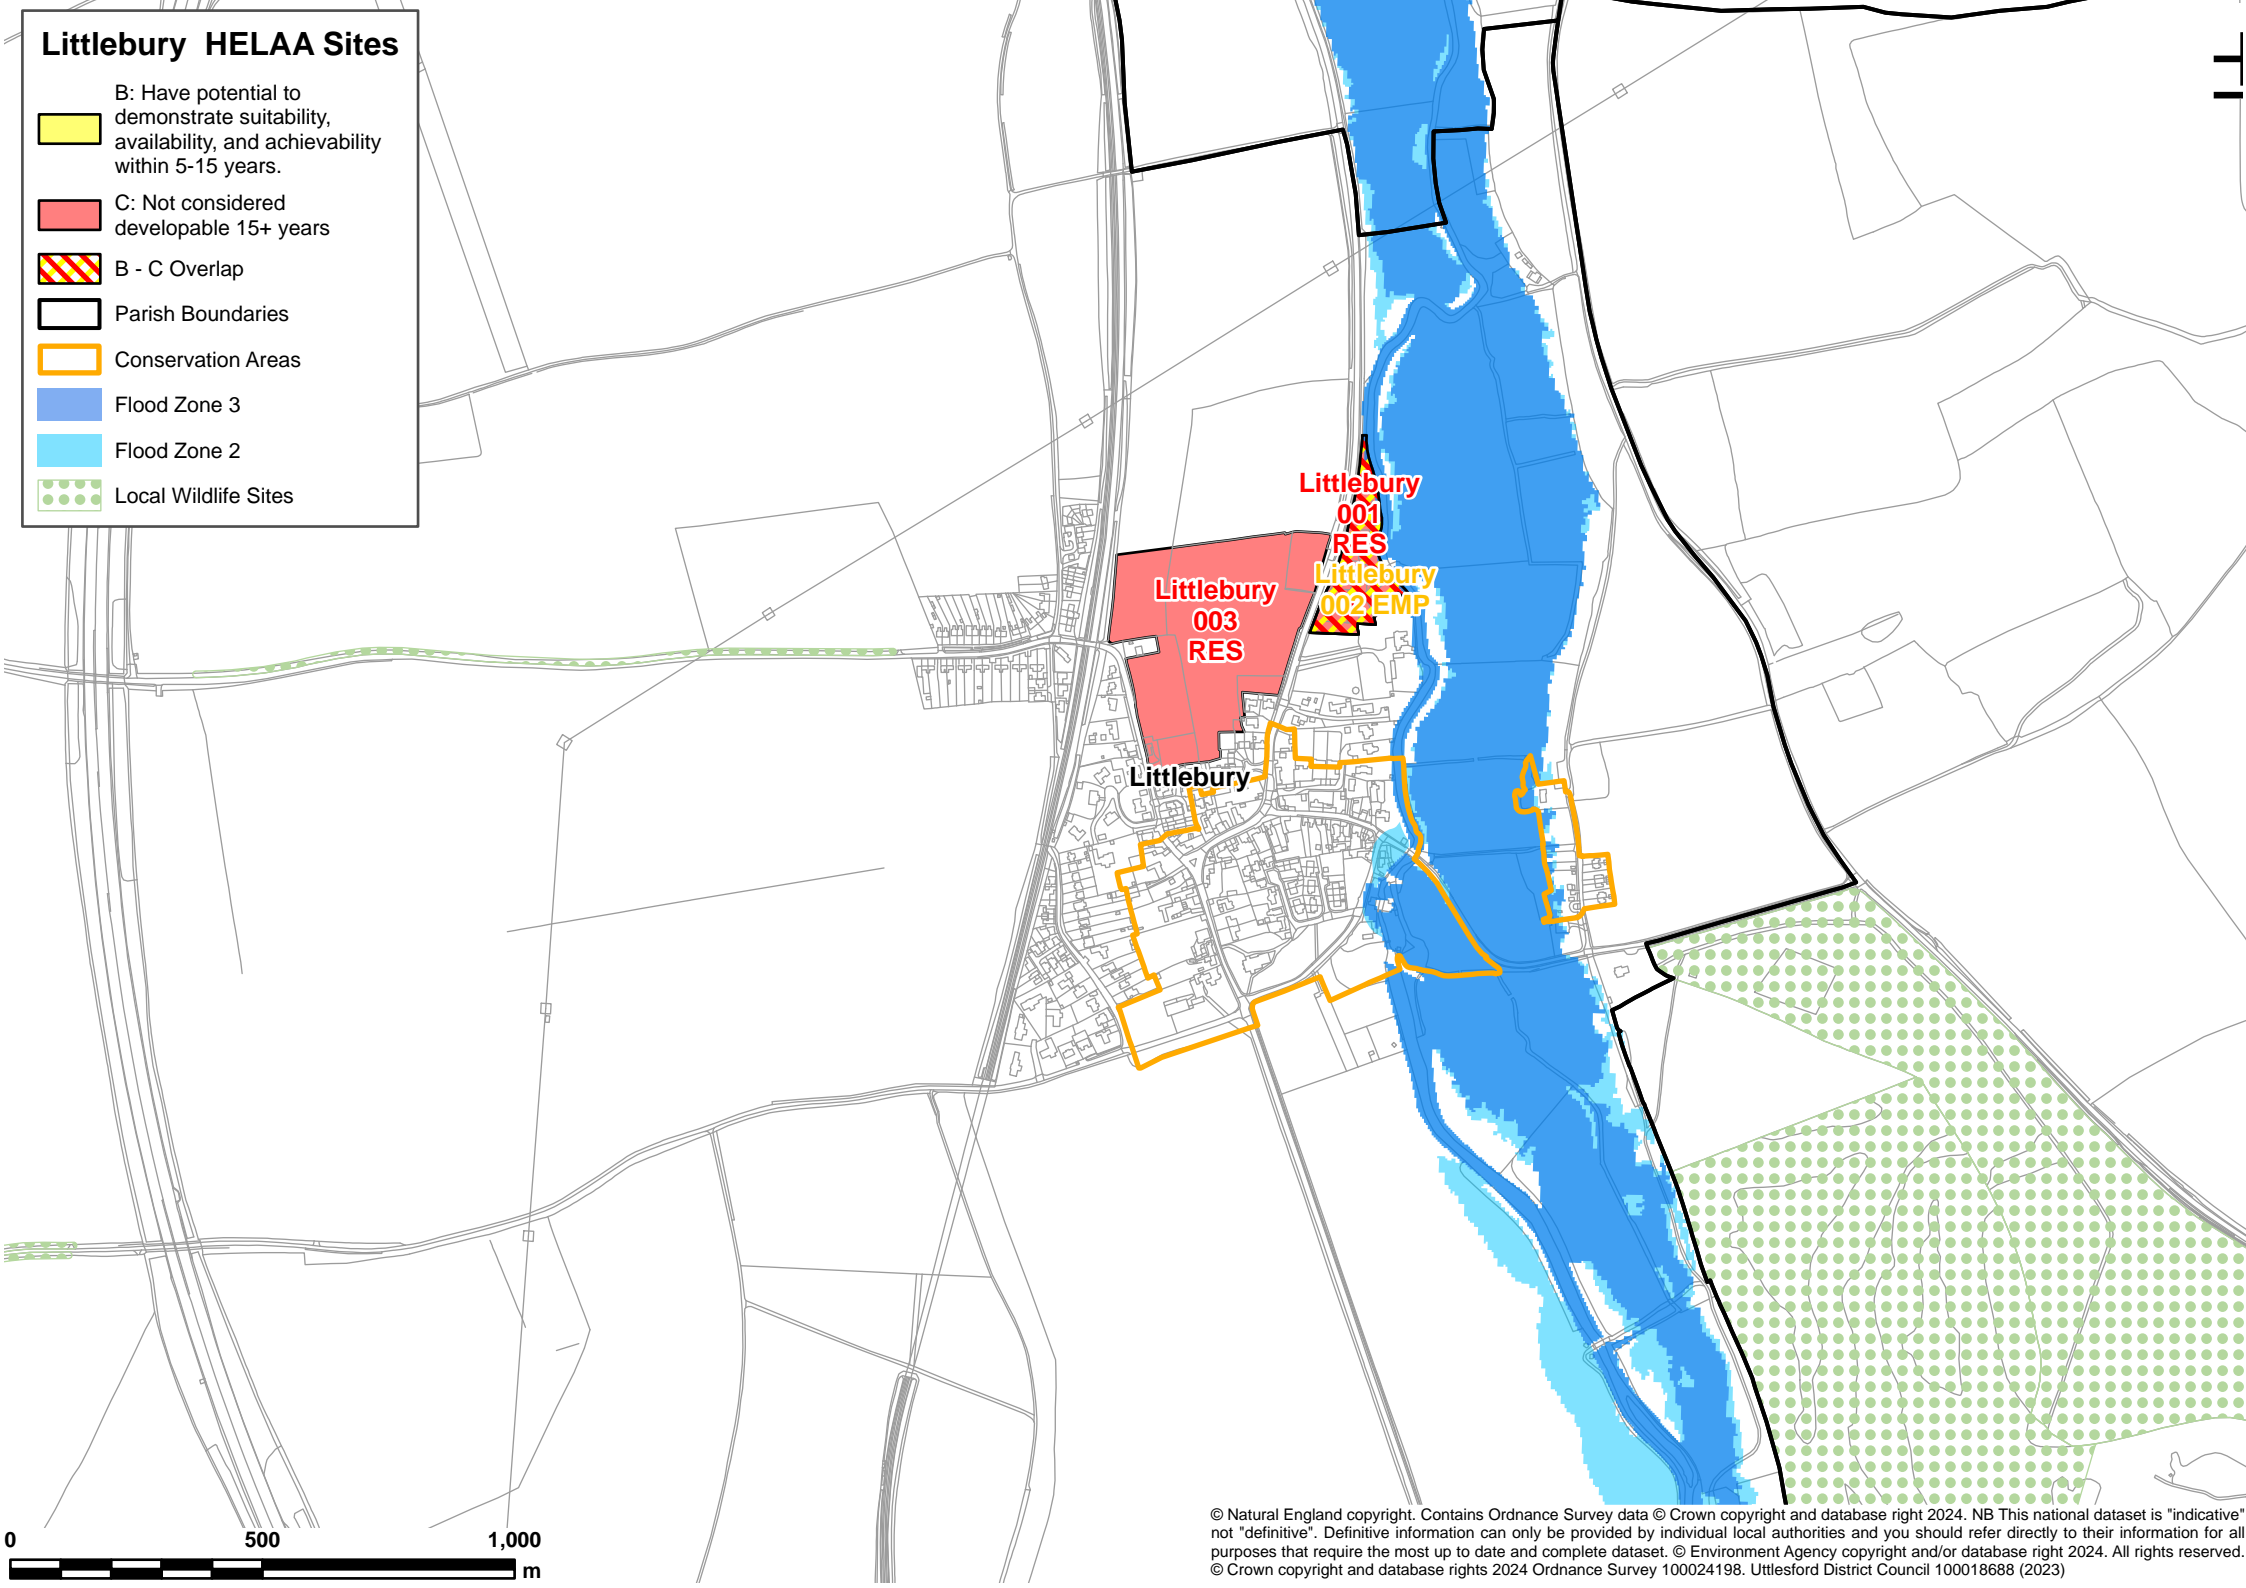 Littlebury HELAA Sites
B: Have potential to
demonstrate suitability,
availability, and achievability
within 5-15 years.
C: Not considered
developable 15+ years
B - C Overlap
Parish Boundaries
Conservation Areas
Flood Zone 3
Flood Zone 2
Local Wildlife Sites
Littlebury
001
RES
Littlebury
002 EMP
Littlebury
003
RES
Littlebury
0 500 1,000
m
© Natural England copyright. Contains Ordnance Survey data © Crown copyright and database right 2024. NB This national dataset is "indicative"
not "definitive". Definitive information can only be provided by individual local authorities and you should refer directly to their information for all
purposes that require the most up to date and complete dataset. © Environment Agency copyright and/or database right 2024. All rights reserved.
© Crown copyright and database rights 2024 Ordnance Survey 100024198. Uttlesford District Council 100018688 (2023)